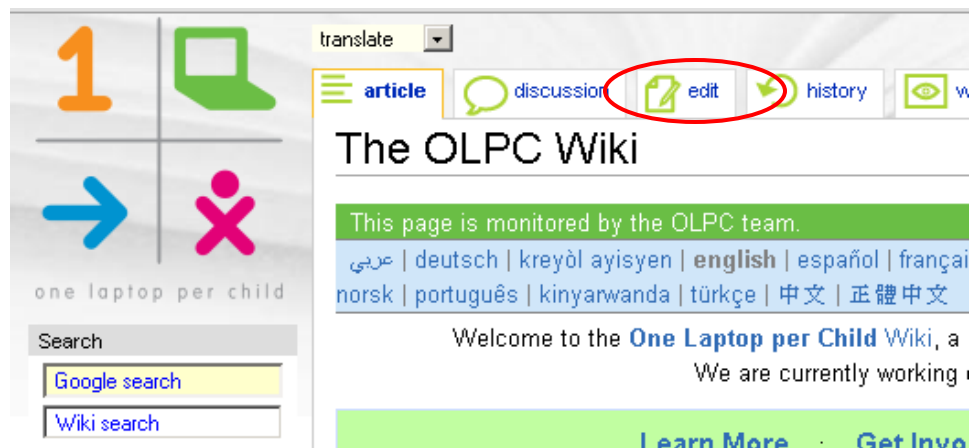 translate
article discussion edit history
The OLPC Wiki
This page is monitored by the OLPC team.
عربي | deutsch | kreyòl ayisyen | english | español | françai
norsk | português | kinyarwanda | türkçe | 中文 | 正體中文
one laptop per child
Welcome to the One Laptop per Child Wiki, a
We are currently working
Search
Google search
Wiki search
Learn More : Get Invo